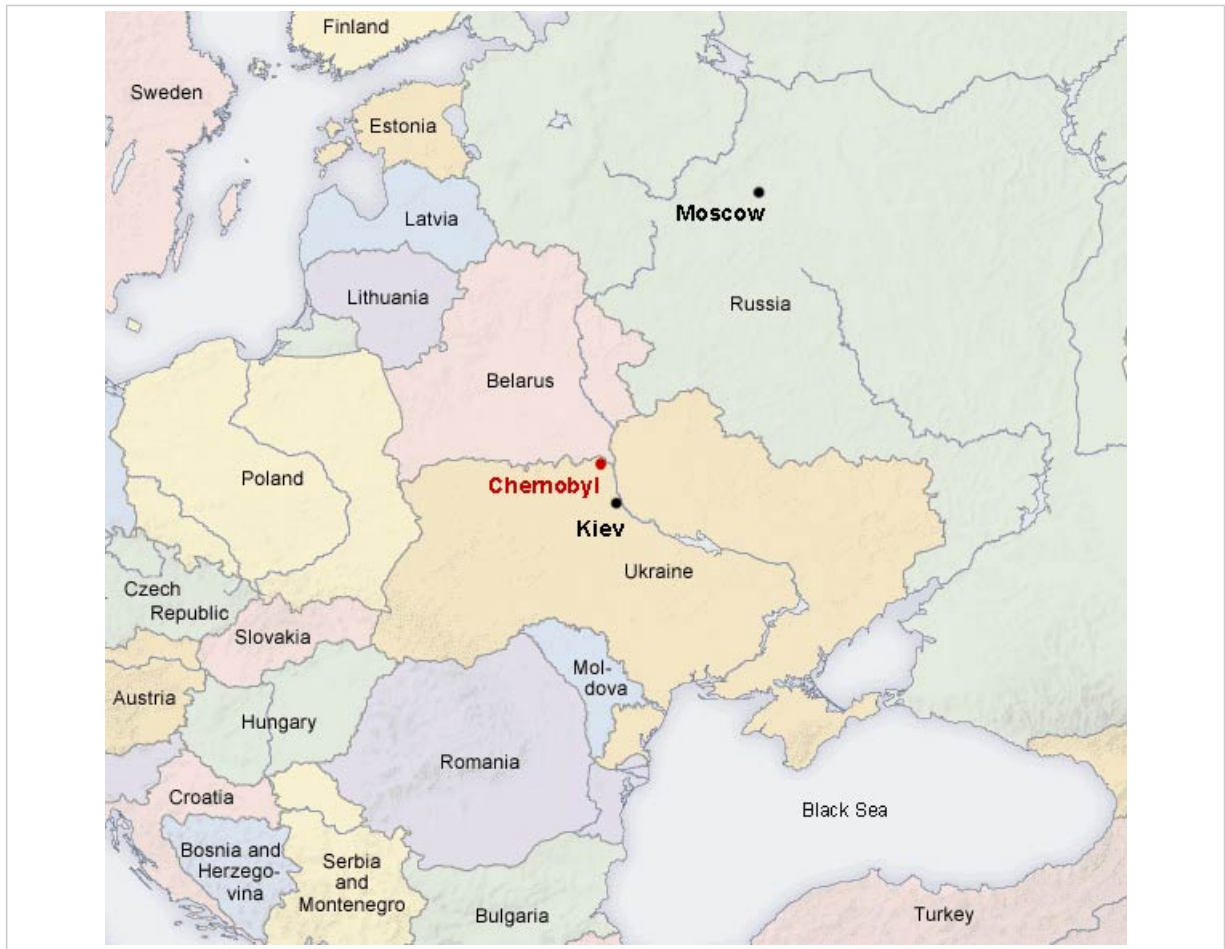 Finland
Sweden
Estonia
Moscow
Latvia
Lithuania
Russia
Belarus
Poland
Chernobyl
Kiev
Ukraine
Czech
Republic
Slovakia
Mol-
dova
Austria
Hungary
Romania
Croatia
Black Sea
Bosnia and
Herzego-
vina
Serbia
and
Montenegro
Bulgaria
Turkey